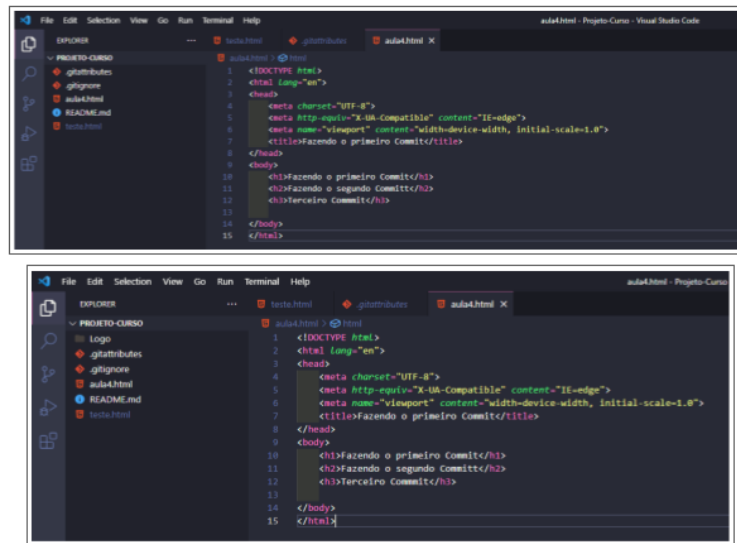 File Edit Selection View Go Run Terminal Help aula4.html - Projeto-Curso - Visual Studio Code
EXPLORER ... teste.html .gitattributes aula4.html X
PROJETO-CURSO aula4.html > html
.gitattributes
.gitignore
aula4.html
README.md
teste.html
1 <!DOCTYPE html>
2 <html lang="en">
3 <head>
4 <meta charset="UTF-8">
5 <meta http-equiv="X-UA-Compatible" content="IE=edge">
6 <meta name="viewport" content="width=device-width, initial-scale=1.0">
7 <title>Fazendo o primeiro Commit</title>
8 </head>
9 <body>
10 <h1>Fazendo o primeiro Commit</h1>
11 <h2>Fazendo o segundo Committ</h2>
12 <h3>Terceiro Commmit</h3>
13
14 </body>
15 </html>
File Edit Selection View Go Run Terminal Help aula4.html - Projeto-Curso
EXPLORER ... teste.html .gitattributes aula4.html X
PROJETO-CURSO aula4.html > html
Logo
.gitattributes
.gitignore
aula4.html
README.md
teste.html
1 <!DOCTYPE html>
2 <html lang="en">
3 <head>
4 <meta charset="UTF-8">
5 <meta http-equiv="X-UA-Compatible" content="IE=edge">
6 <meta name="viewport" content="width=device-width, initial-scale=1.0">
7 <title>Fazendo o primeiro Commit</title>
8 </head>
9 <body>
10 <h1>Fazendo o primeiro Commit</h1>
11 <h2>Fazendo o segundo Committ</h2>
12 <h3>Terceiro Commmit</h3>
13
14 </body>
15 </html>